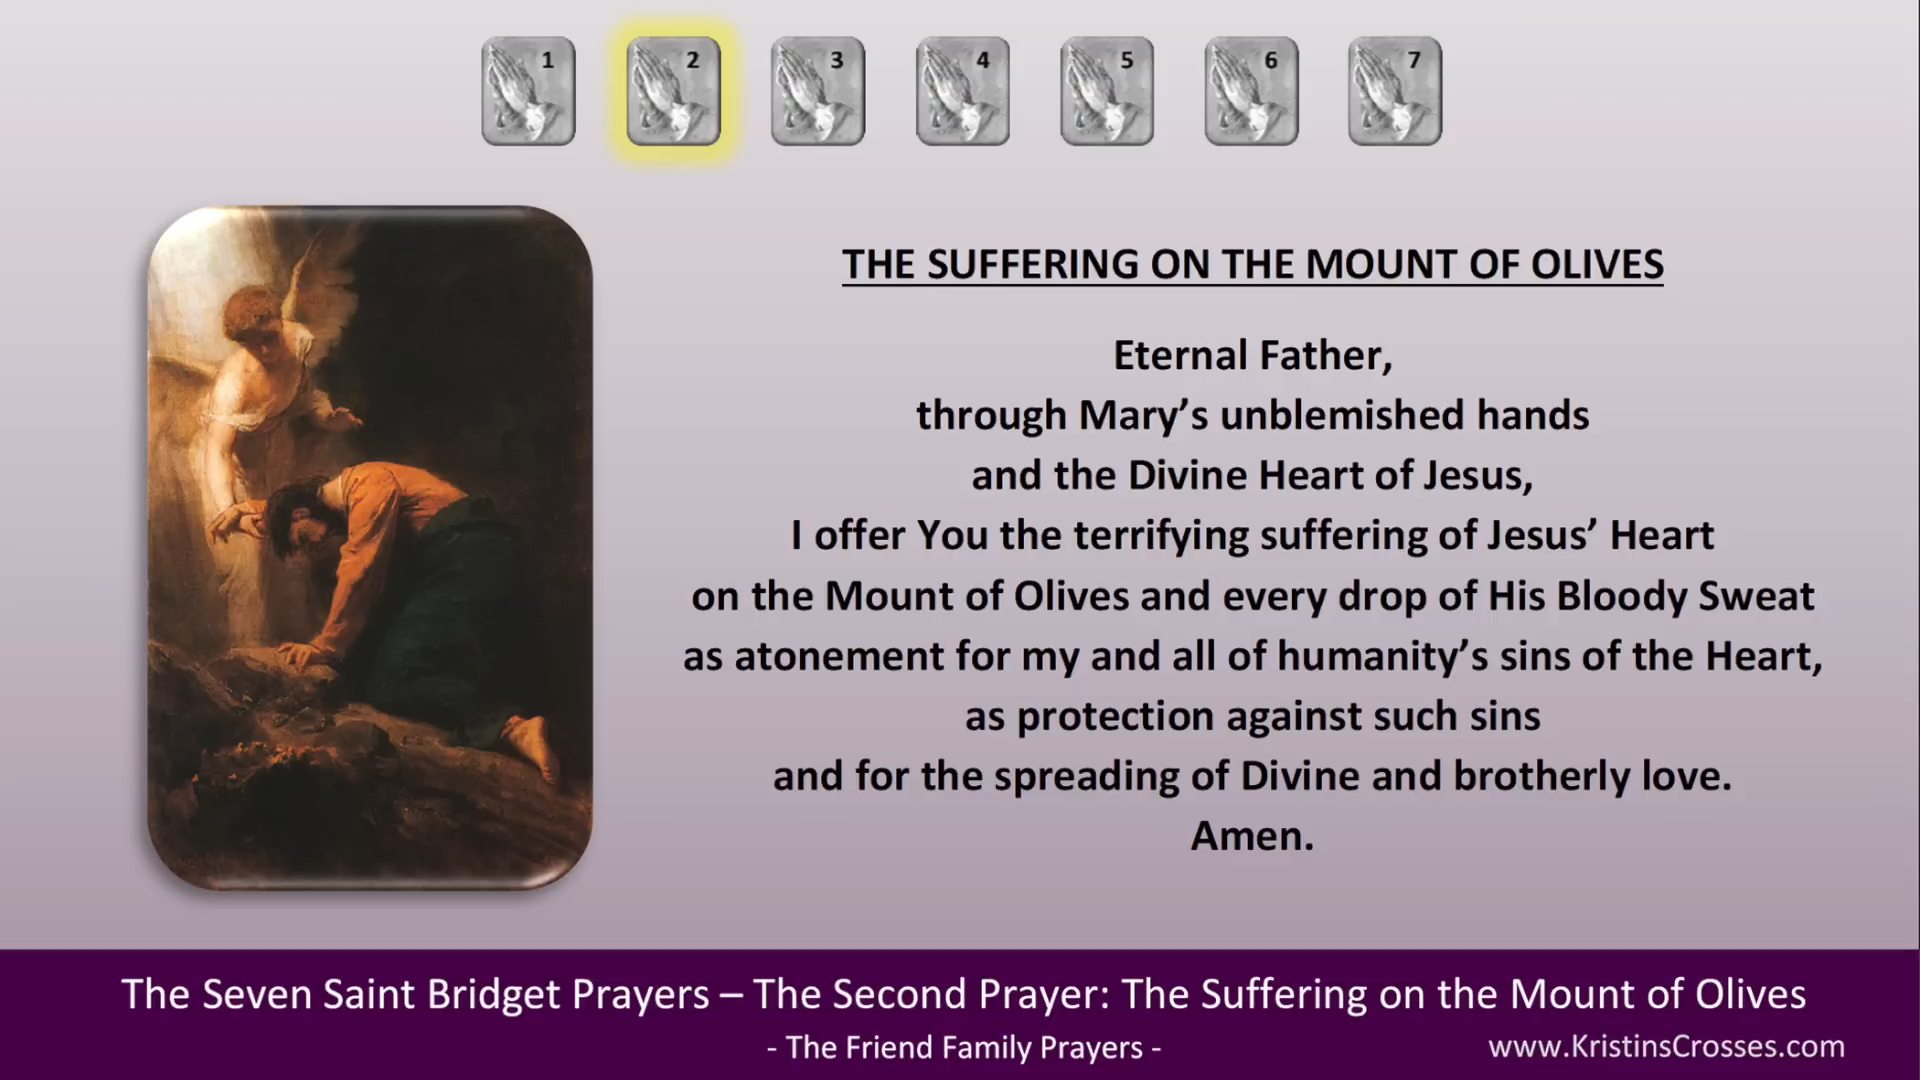 1 2 3 4 5 6 7
THE SUFFERING ON THE MOUNT OF OLIVES
Eternal Father,
through Mary’s unblemished hands
and the Divine Heart of Jesus,
I offer You the terrifying suffering of Jesus’ Heart
on the Mount of Olives and every drop of His Bloody Sweat
as atonement for my and all of humanity’s sins of the Heart,
as protection against such sins
and for the spreading of Divine and brotherly love.
Amen.
The Seven Saint Bridget Prayers – The Second Prayer: The Suffering on the Mount of Olives
- The Friend Family Prayers -
www.KristinsCrosses.com